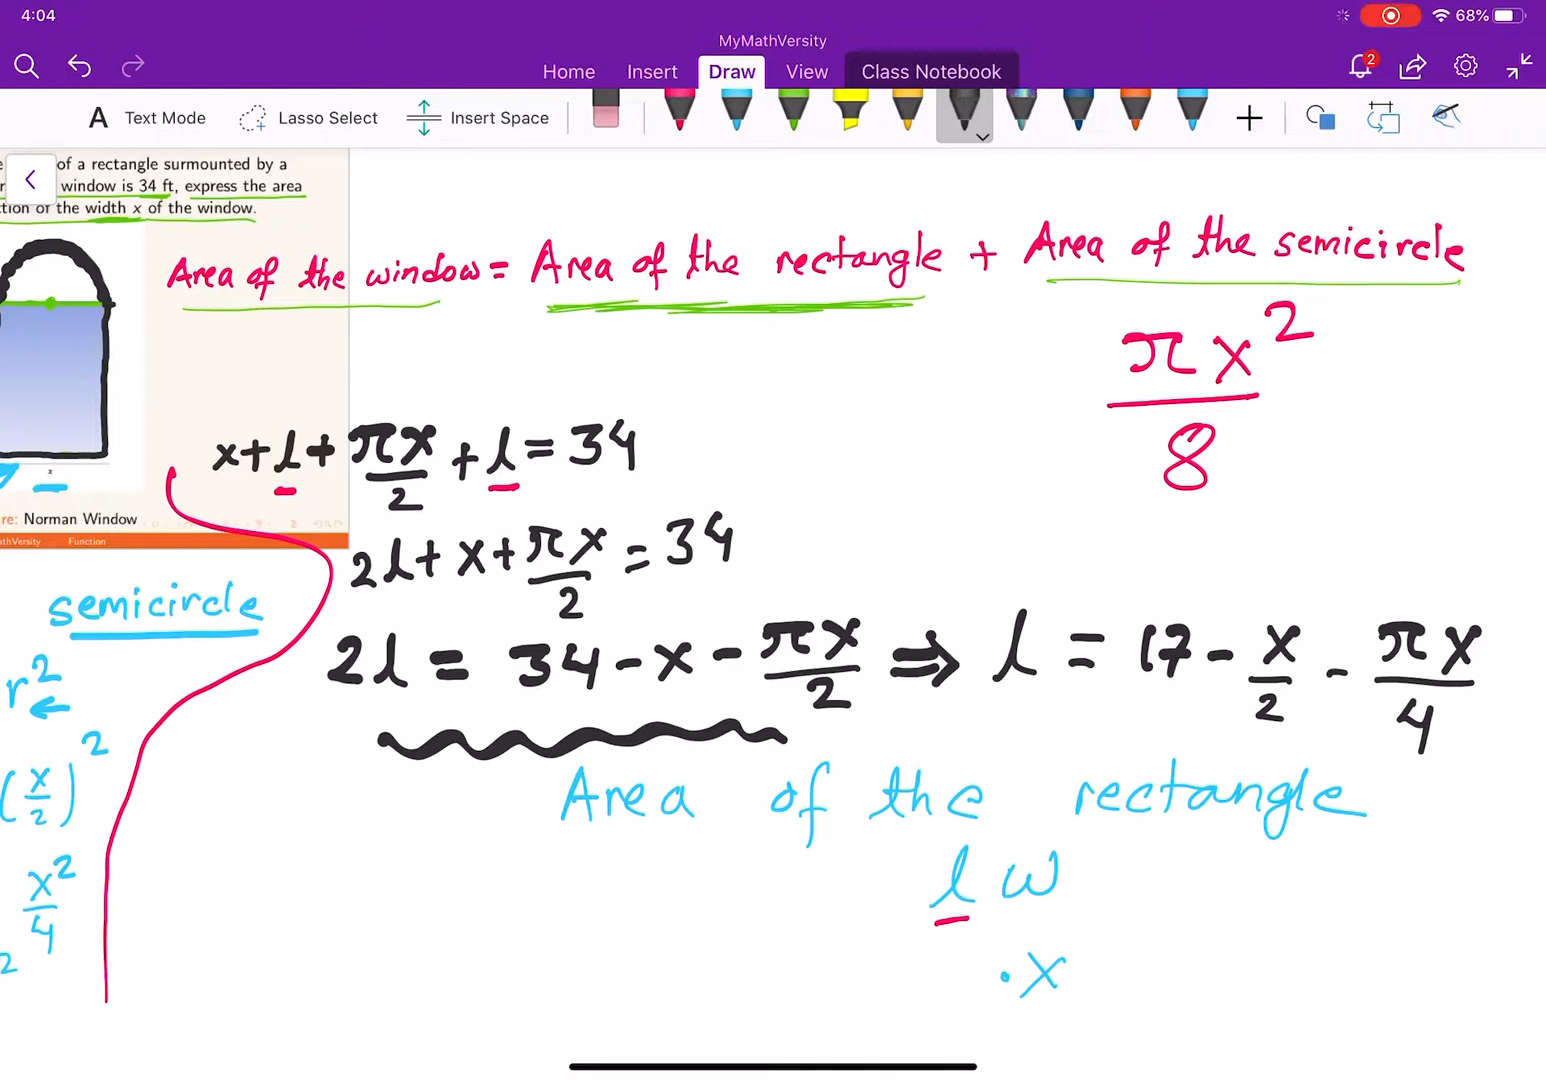 4:04
68%
MyMathVersity
Home Insert Draw View Class Notebook
2
A Text Mode Lasso Select Insert Space
of a rectangle surmounted by a
window is 34 ft, express the area
tion of the width x of the window.
Area of the window = Area of the rectangle + Area of the semicircle
πx²/8
x+l+πx/2+l=34
x
re: Norman Window
athVersity Function
2l+x+πx/2=34
semicircle
2l = 34-x-πx/2 ⇒ l = 17-x/2-πx/4
r²
(x/2)²
Area of the rectangle
l w
x²/4
2
·x